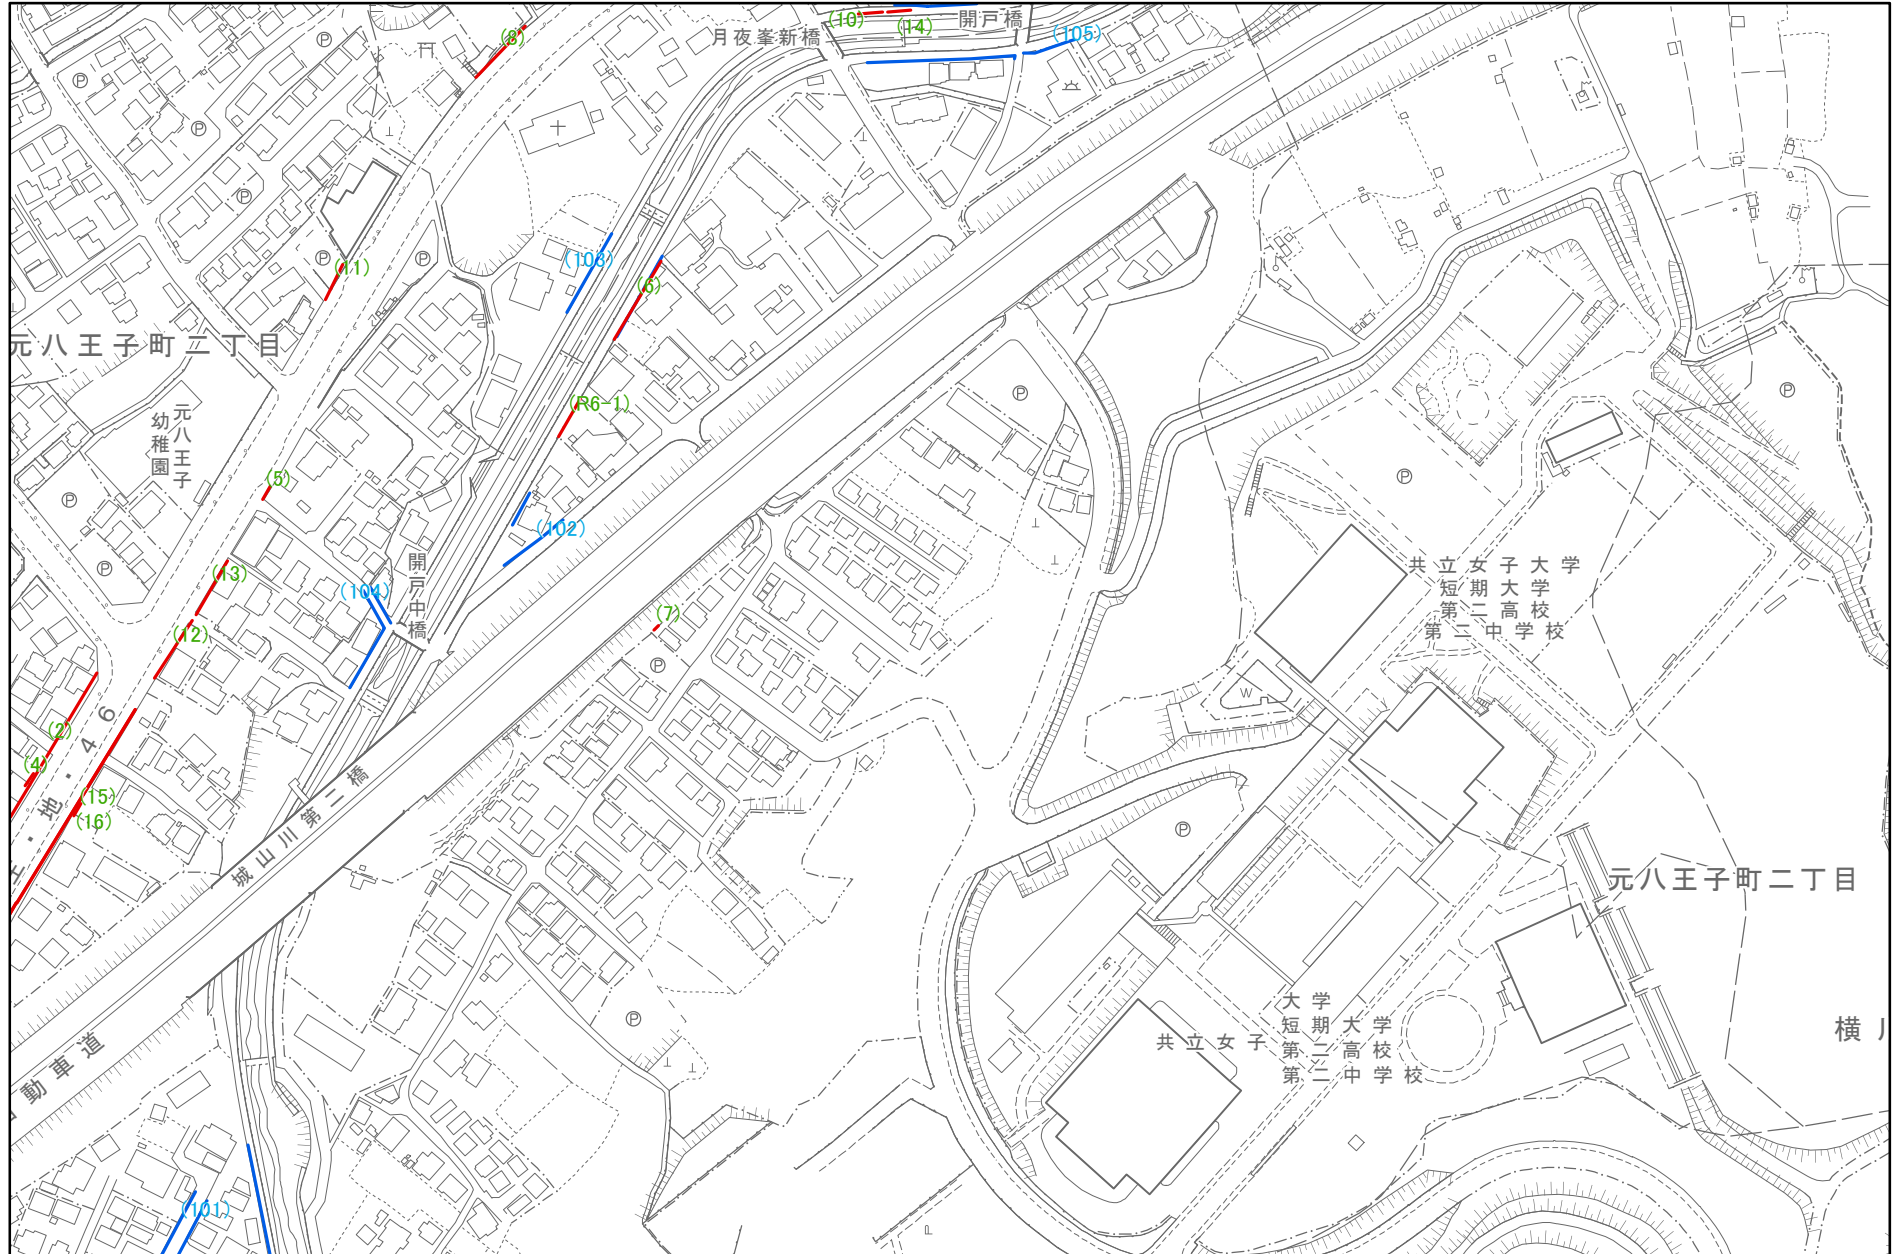 (10)
(14)
開戸橋
月夜峯新橋
(105)
(8)
(11)
(103)
(6)
元八王子町二丁目
(R6-1)
元八王子
幼稚園
(5)
(102)
(13)
(104)
開戸中橋
(12)
(7)
共立女子大学
短期大学
第二高校
第二中学校
(2)
(4)
(15)
(16)
王・地・46
城山川第二橋
元八王子町二丁目
共立女子
大学
短期大学
第二高校
第二中学校
横川
動車道
(101)